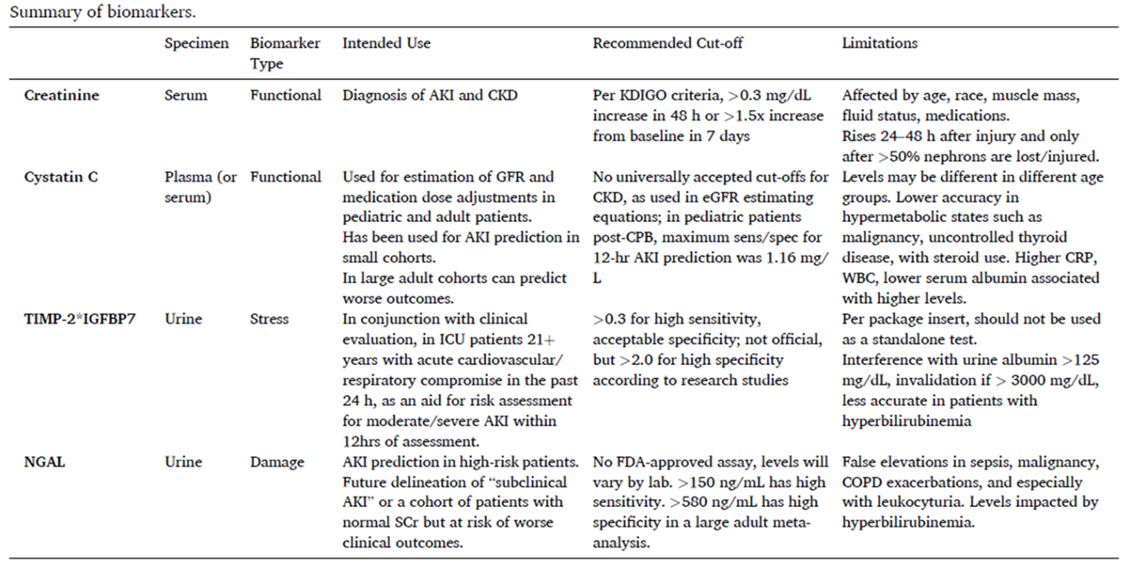 Summary of biomarkers.
Specimen Biomarker Type Intended Use Recommended Cut-off Limitations
Creatinine Serum Functional Diagnosis of AKI and CKD Per KDIGO criteria, >0.3 mg/dL Affected by age, race, muscle mass,
increase in 48 h or >1.5x increase fluid status, medications.
from baseline in 7 days Rises 24–48 h after injury and only
after >50% nephrons are lost/injured.
Cystatin C Plasma (or Functional Used for estimation of GFR and No universally accepted cut-offs for Levels may be different in different age
serum) medication dose adjustments in CKD, as used in eGFR estimating groups. Lower accuracy in
pediatric and adult patients. equations; in pediatric patients hypermetabolic states such as
Has been used for AKI prediction in post-CPB, maximum sens/spec for malignancy, uncontrolled thyroid
small cohorts. 12-hr AKI prediction was 1.16 mg/ disease, with steroid use. Higher CRP,
In large adult cohorts can predict L WBC, lower serum albumin associated
worse outcomes. with higher levels.
TIMP-2*IGFBP7 Urine Stress In conjunction with clinical >0.3 for high sensitivity, Per package insert, should not be used
evaluation, in ICU patients 21+ acceptable specificity; not official, as a standalone test.
years with acute cardiovascular/ but >2.0 for high specificity Interference with urine albumin >125
respiratory compromise in the past according to research studies mg/dL, invalidation if > 3000 mg/dL,
24 h, as an aid for risk assessment less accurate in patients with
for moderate/severe AKI within hyperbilirubinemia
12hrs of assessment.
NGAL Urine Damage AKI prediction in high-risk patients. No FDA-approved assay, levels will False elevations in sepsis, malignancy,
Future delineation of “subclinical vary by lab. >150 ng/mL has high COPD exacerbations, and especially
AKI” or a cohort of patients with sensitivity. >580 ng/mL has high with leukocyturia. Levels impacted by
normal SCr but at risk of worse specificity in a large adult meta- hyperbilirubinemia.
clinical outcomes. analysis.